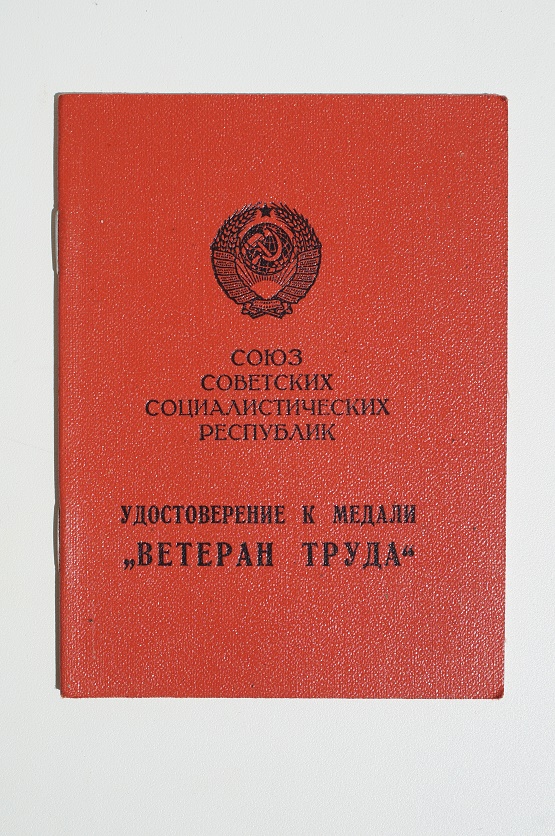 СОЮЗ
СОВЕТСКИХ
СОЦИАЛИСТИЧЕСКИХ
РЕСПУБЛИК
УДОСТОВЕРЕНИЕ К МЕДАЛИ
„ВЕТЕРАН ТРУДА“